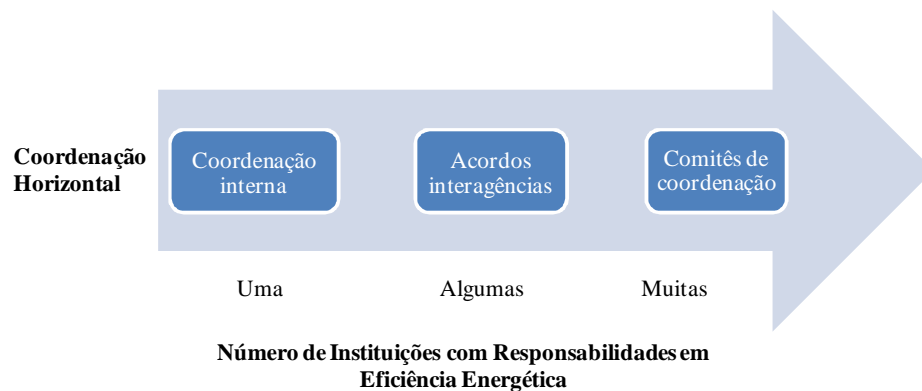 Coordenação
Horizontal
Coordenação
interna
Acordos
interagências
Comitês de
coordenação
Uma
Algumas
Muitas
Número de Instituições com Responsabilidades em
Eficiência Energética